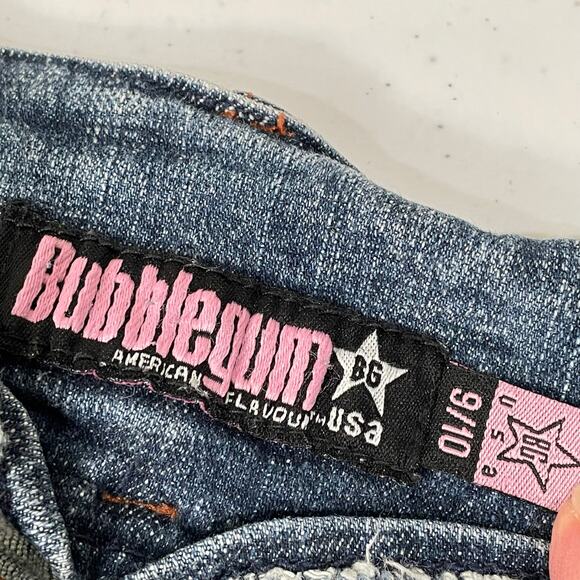 Bubblegum
BG
AMERICAN FLAVOUR™ USa
9/10
BG
usa